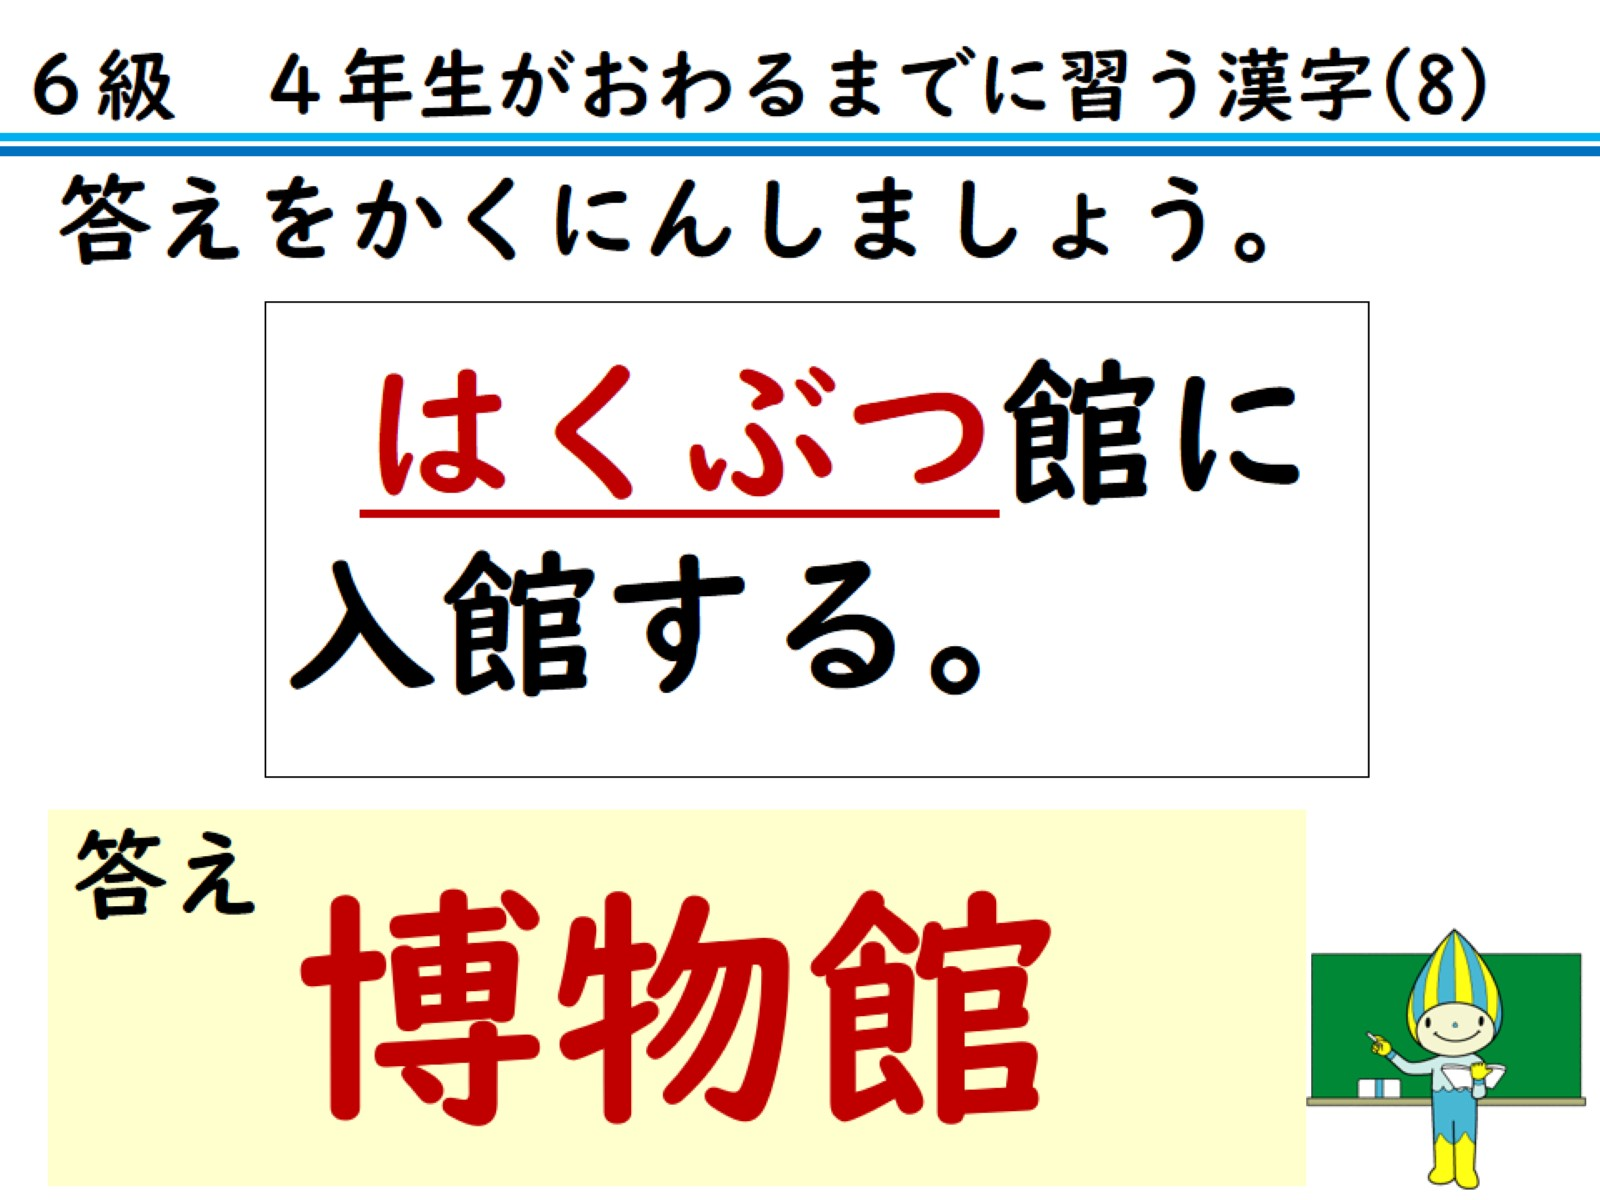 ６級　４年生がおわるまでに習う漢字(8)
答えをかくにんしましょう。
はくぶつ館に
入館する。
答え
博物館